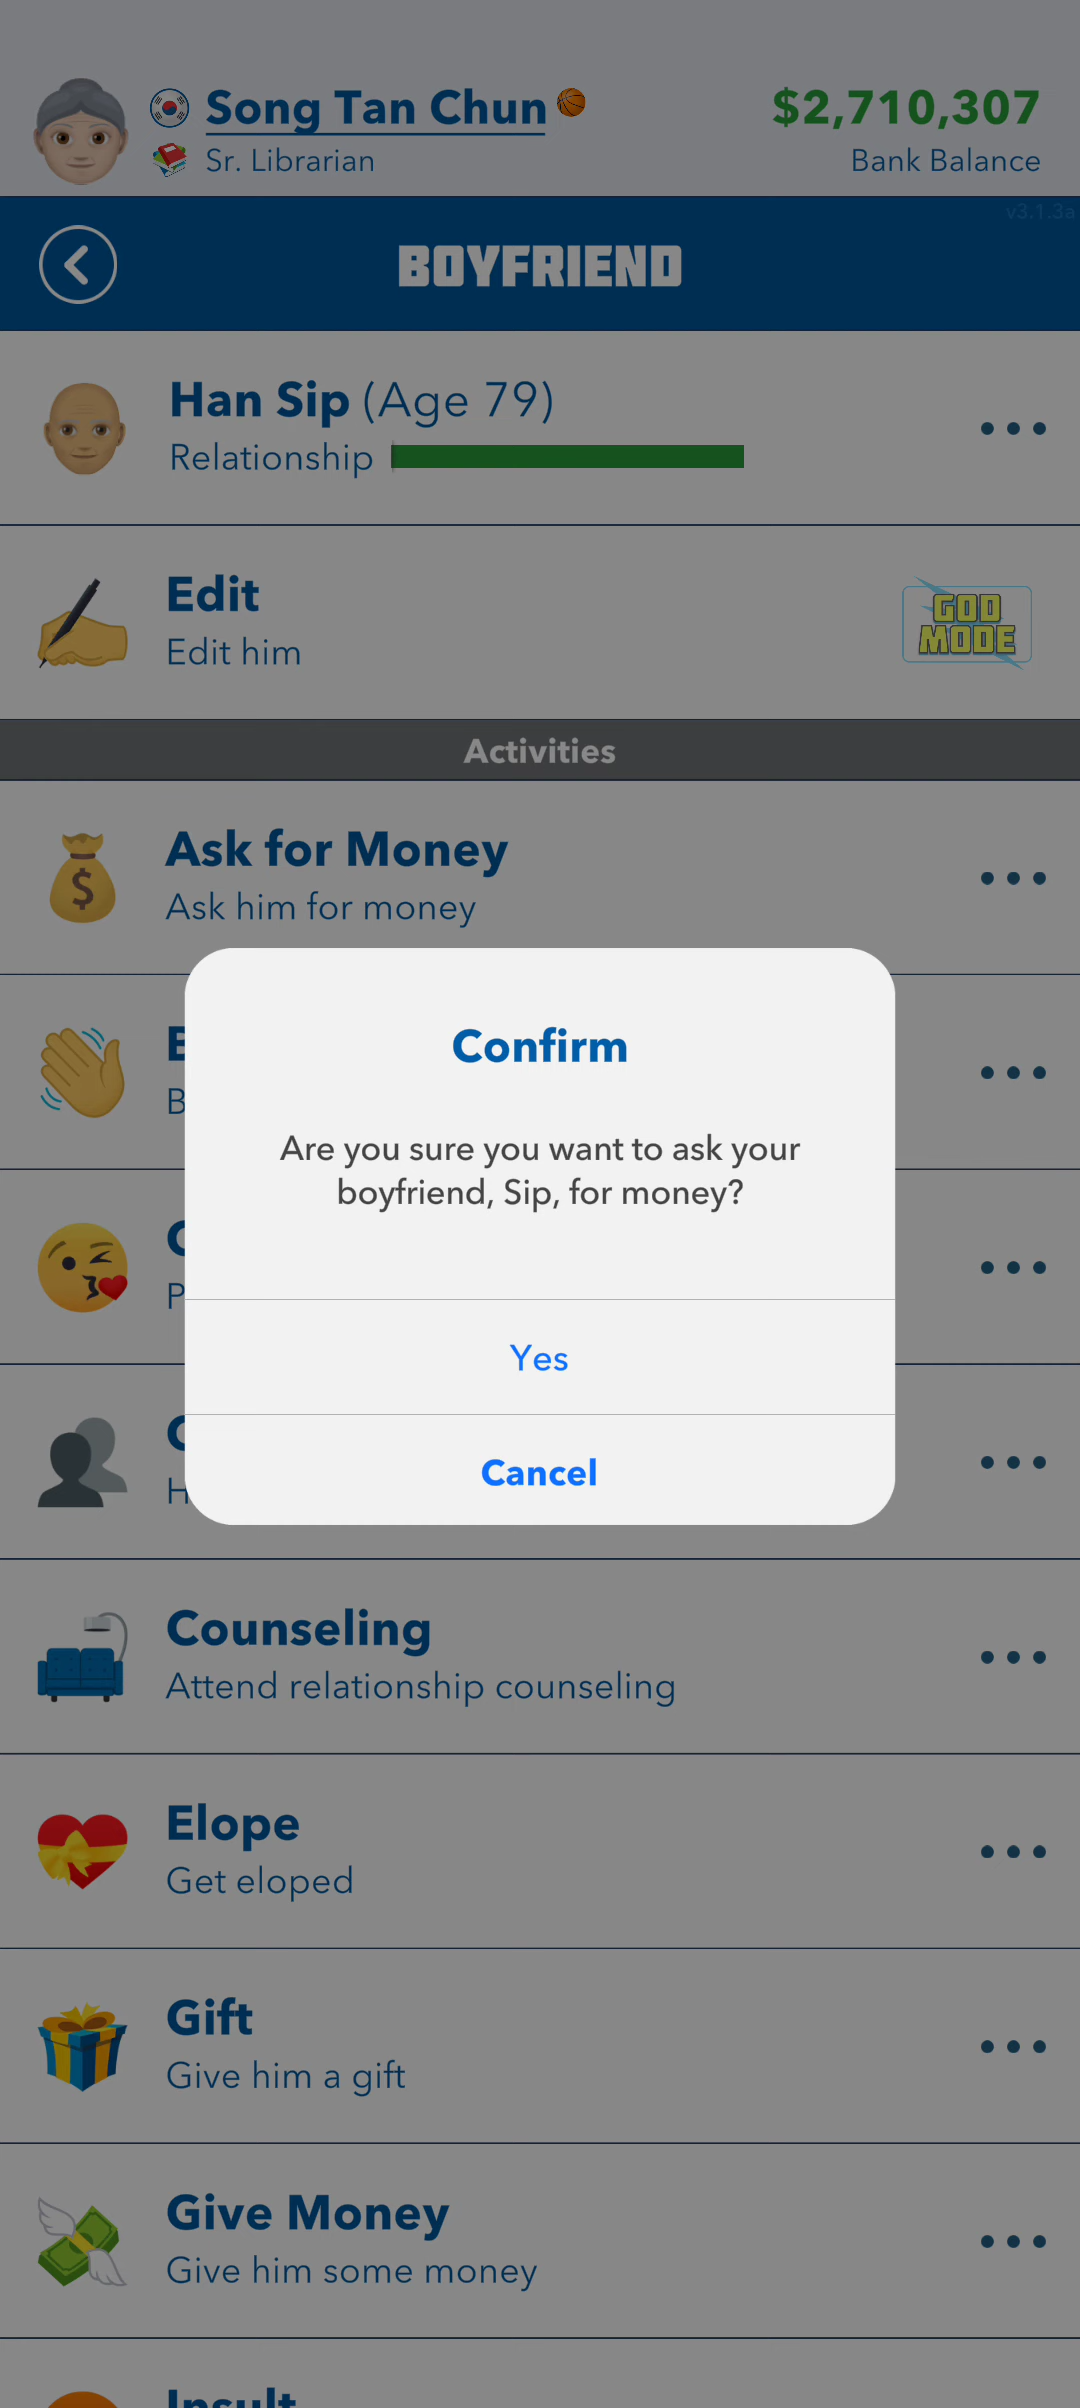 Song Tan Chun
$2,710,307
Sr. Librarian
Bank Balance
v3.1.3a
BOYFRIEND
Han Sip (Age 79)
Relationship
Edit
Edit him
GOD
MODE
Activities
Ask for Money
Ask him for money
Confirm
Are you sure you want to ask your
boyfriend, Sip, for money?
Yes
Cancel
Counseling
Attend relationship counseling
Elope
Get eloped
Gift
Give him a gift
Give Money
Give him some money
Insult